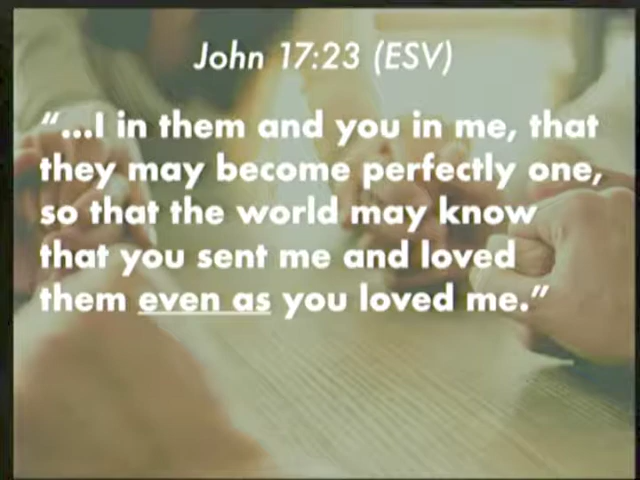 John 17:23 (ESV)
“...I in them and you in me, that
they may become perfectly one,
so that the world may know
that you sent me and loved
them even as you loved me.”